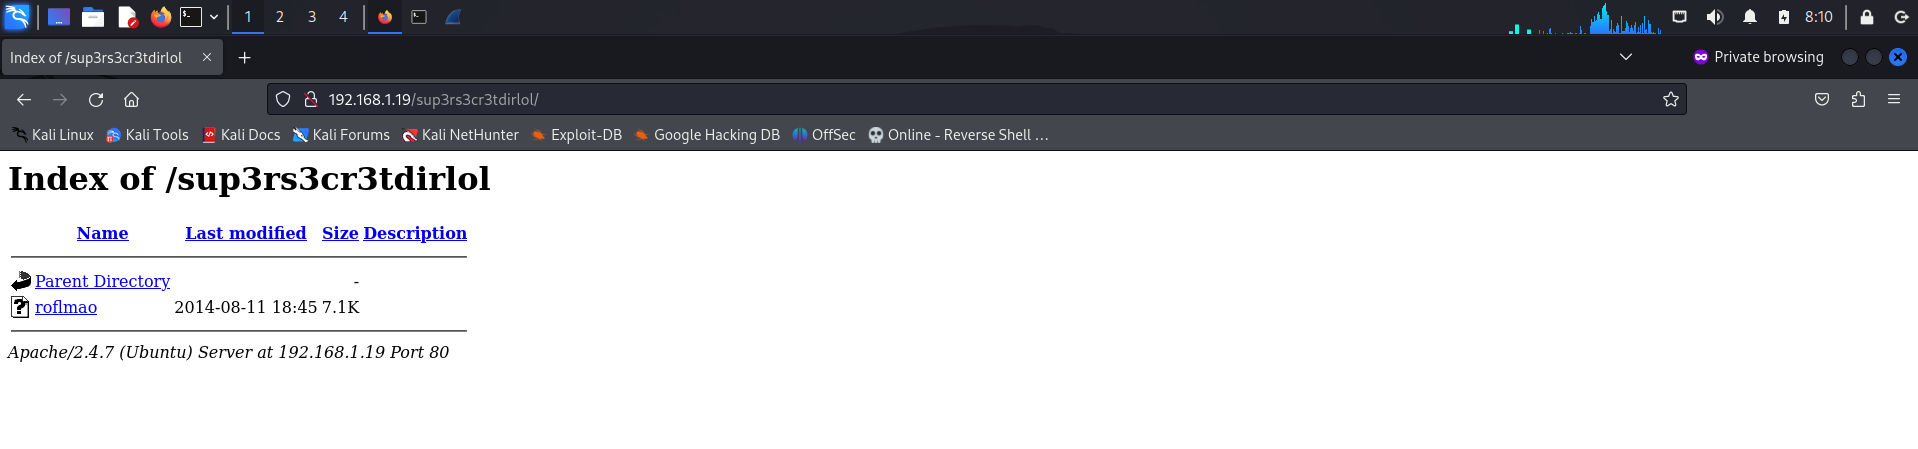 1 2 3 4 8:10
Index of /sup3rs3cr3tdirlol Private browsing
192.168.1.19/sup3rs3cr3tdirlol/
Kali Linux Kali Tools Kali Docs Kali Forums Kali NetHunter Exploit-DB Google Hacking DB OffSec Online - Reverse Shell …
Index of /sup3rs3cr3tdirlol
Name Last modified Size Description
Parent Directory -
roflmao 2014-08-11 18:45 7.1K
Apache/2.4.7 (Ubuntu) Server at 192.168.1.19 Port 80